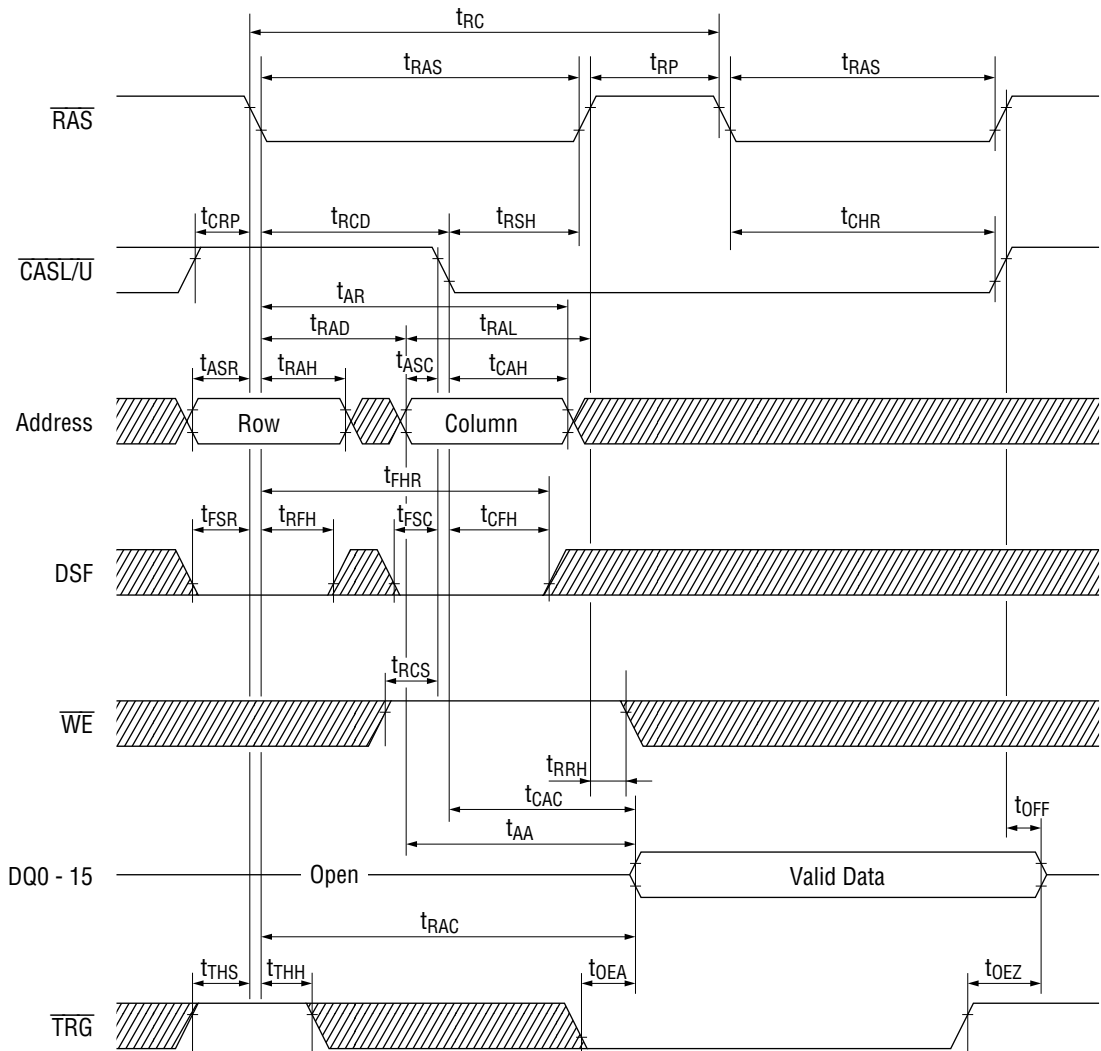 tRC
tRAS tRP tRAS
RAS
tCRP tRCD tRSH tCHR
CASL/U
tAR
tRAD tRAL
tASR tRAH tASC tCAH
Address Row Column
tFHR
tFSR tRFH tFSC tCFH
DSF
tRCS
WE
tRRH
tCAC
tOFF
tAA
DQ0 - 15 Open Valid Data
tRAC
tTHS tTHH tOEA tOEZ
TRG